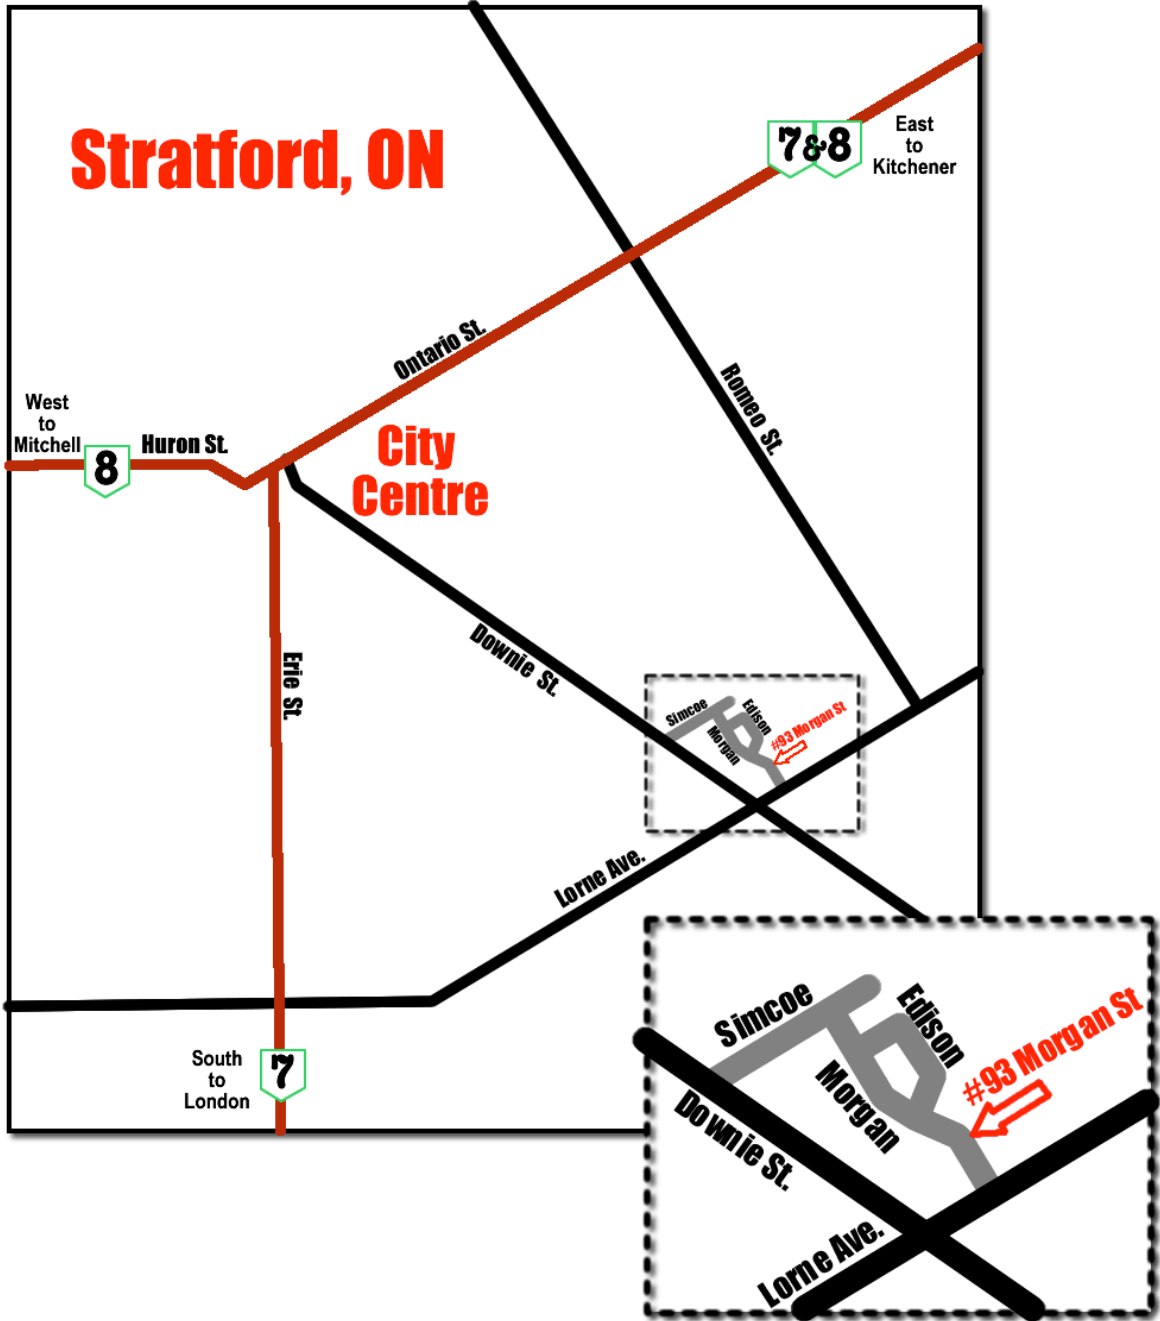 Stratford, ON
7&8
East
to
Kitchener
Ontario St.
Romeo St.
West
to
Mitchell
8
Huron St.
City
Centre
Erie St.
Downie St.
Simcoe
Edison
Morgan
#93 Morgan St
Lorne Ave.
South
to
London
7
Simcoe
Edison
Morgan
#93 Morgan St
Downie St.
Lorne Ave.